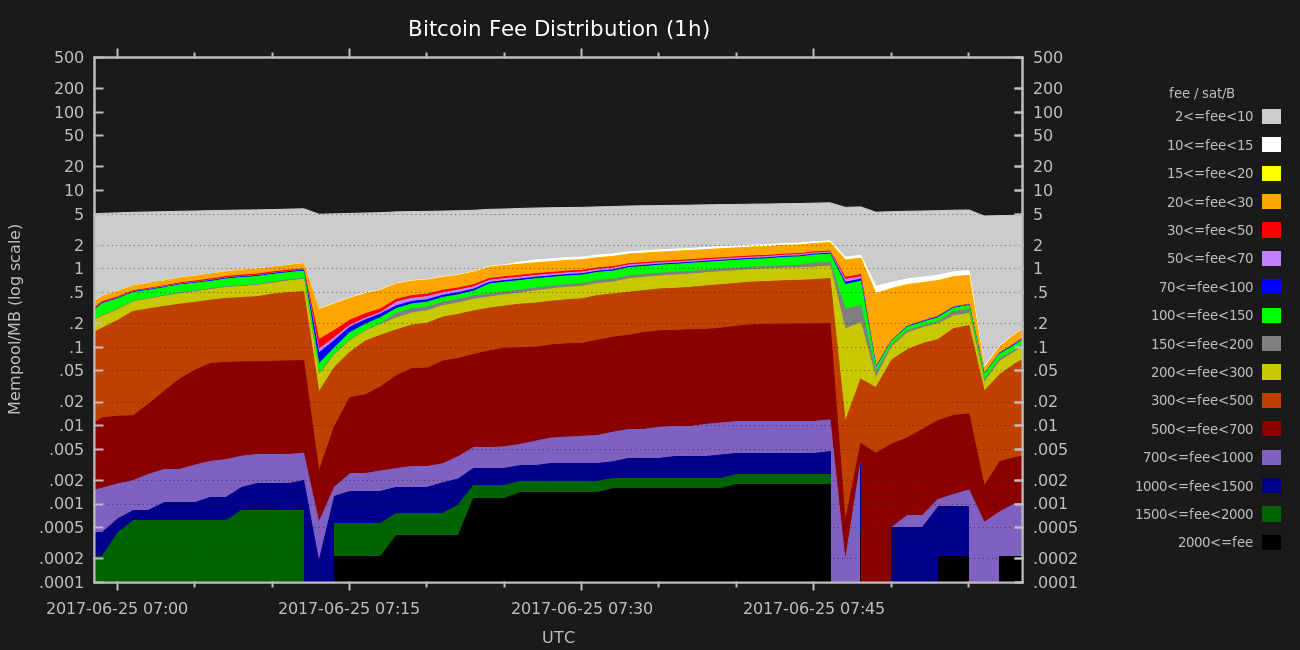 Bitcoin Fee Distribution (1h)
Mempool/MB (log scale)
500
200
100
50
20
10
5
2
1
.5
.2
.1
.05
.02
.01
.005
.002
.001
.0005
.0002
.0001
500
200
100
50
20
10
5
2
1
.5
.2
.1
.05
.02
.01
.005
.002
.001
.0005
.0002
.0001
2017-06-25 07:00
2017-06-25 07:15
2017-06-25 07:30
2017-06-25 07:45
UTC
fee / sat/B
2<=fee<10
10<=fee<15
15<=fee<20
20<=fee<30
30<=fee<50
50<=fee<70
70<=fee<100
100<=fee<150
150<=fee<200
200<=fee<300
300<=fee<500
500<=fee<700
700<=fee<1000
1000<=fee<1500
1500<=fee<2000
2000<=fee